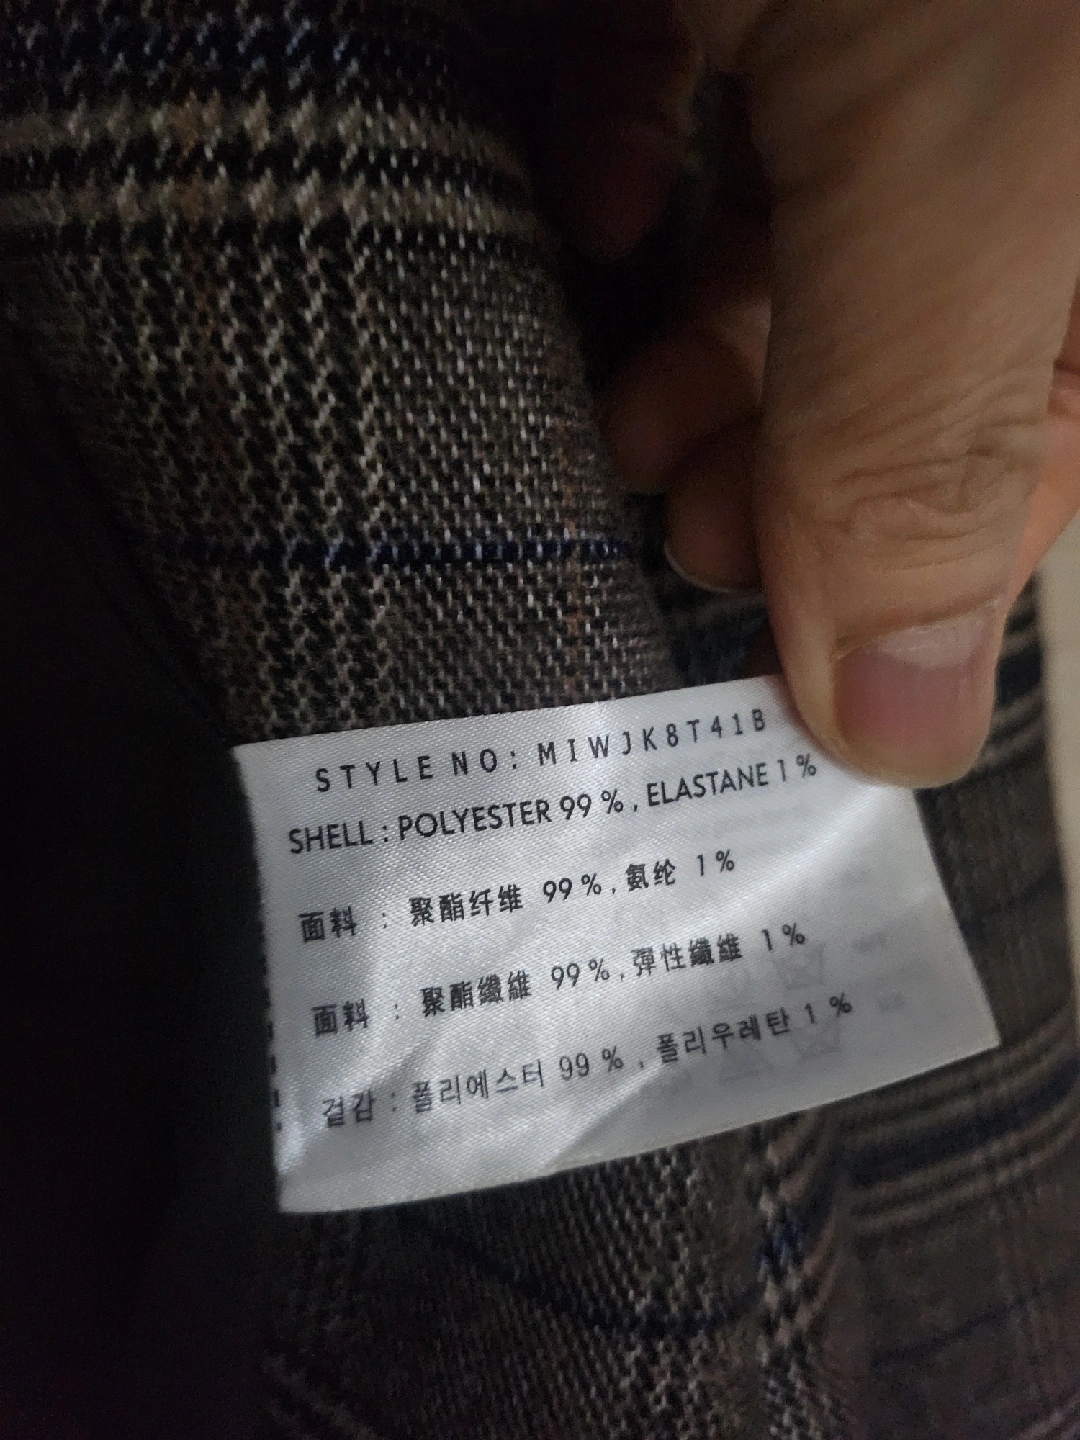 STYLE NO: MIWJK8T41B
SHELL : POLYESTER 99 % , ELASTANE 1 %
面料 : 聚酯纤维 99 % , 氨纶 1 %
面料 : 聚酯纖維 99 % , 彈性纖維 1 %
겉감 : 폴리에스터 99 % , 폴리우레탄 1 %